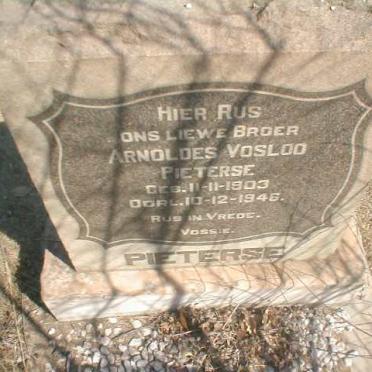 HIER RUS
ONS LIEWE BROER
ARNOLDES VOSLOO
PIETERSE
GEB. 11-11-1903
OORL. 10-12-1946.
RUS IN VREDE.
VOSSIE.
PIETERSE